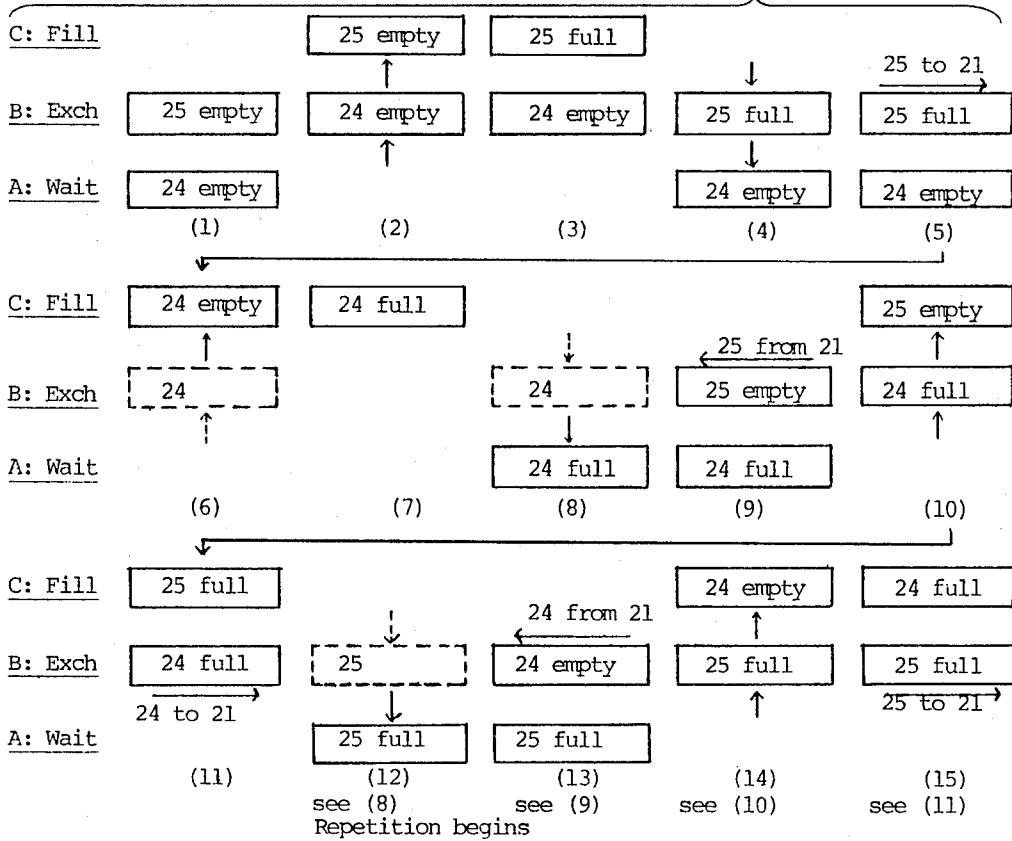 C: Fill 25 empty 25 full
25 to 21
B: Exch 25 empty 24 empty 24 empty 25 full 25 full
A: Wait 24 empty 24 empty 24 empty
(1) (2) (3) (4) (5)
C: Fill 24 empty 24 full 25 empty
25 from 21
B: Exch 24 24 25 empty 24 full
A: Wait 24 full 24 full
(6) (7) (8) (9) (10)
C: Fill 25 full 24 empty 24 full
24 from 21
B: Exch 24 full 25 24 empty 25 full 25 full
24 to 21 25 to 21
A: Wait 25 full 25 full
(11) (12) (13) (14) (15)
see (8) see (9) see (10) see (11)
Repetition begins